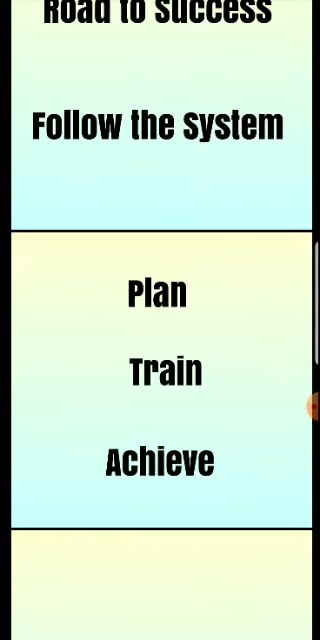 Road to Success
Follow the System
Plan
Train
Achieve